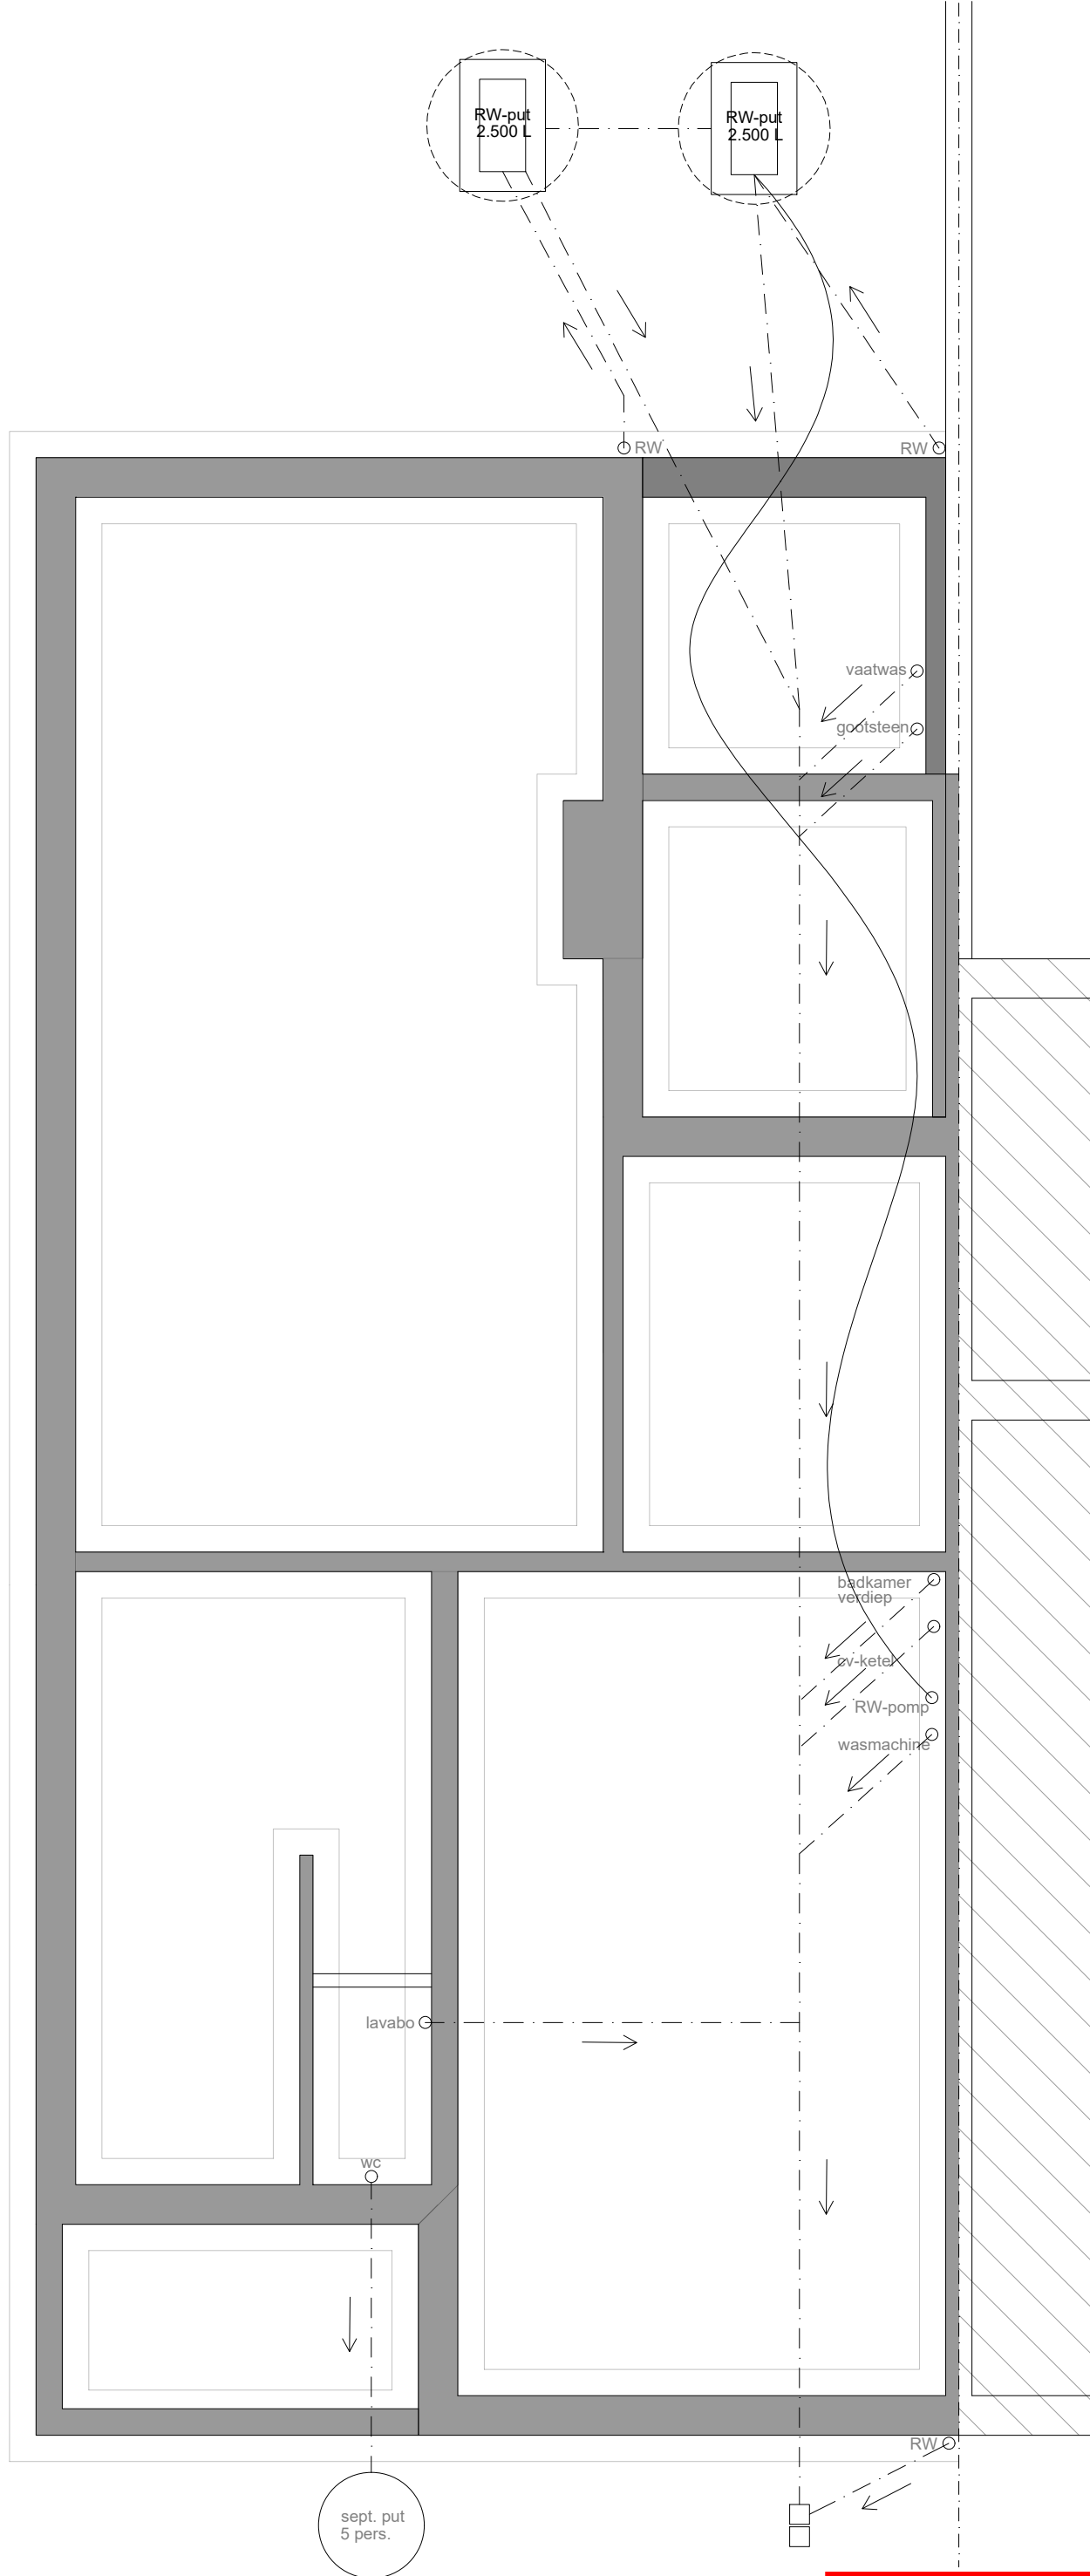 RW-put
2.500 L
RW-put
2.500 L
RW
RW
vaatwas
gootsteen
badkamer
verdiep
cv-ketel
RW-pomp
wasmachine
lavabo
wc
RW
sept. put
5 pers.